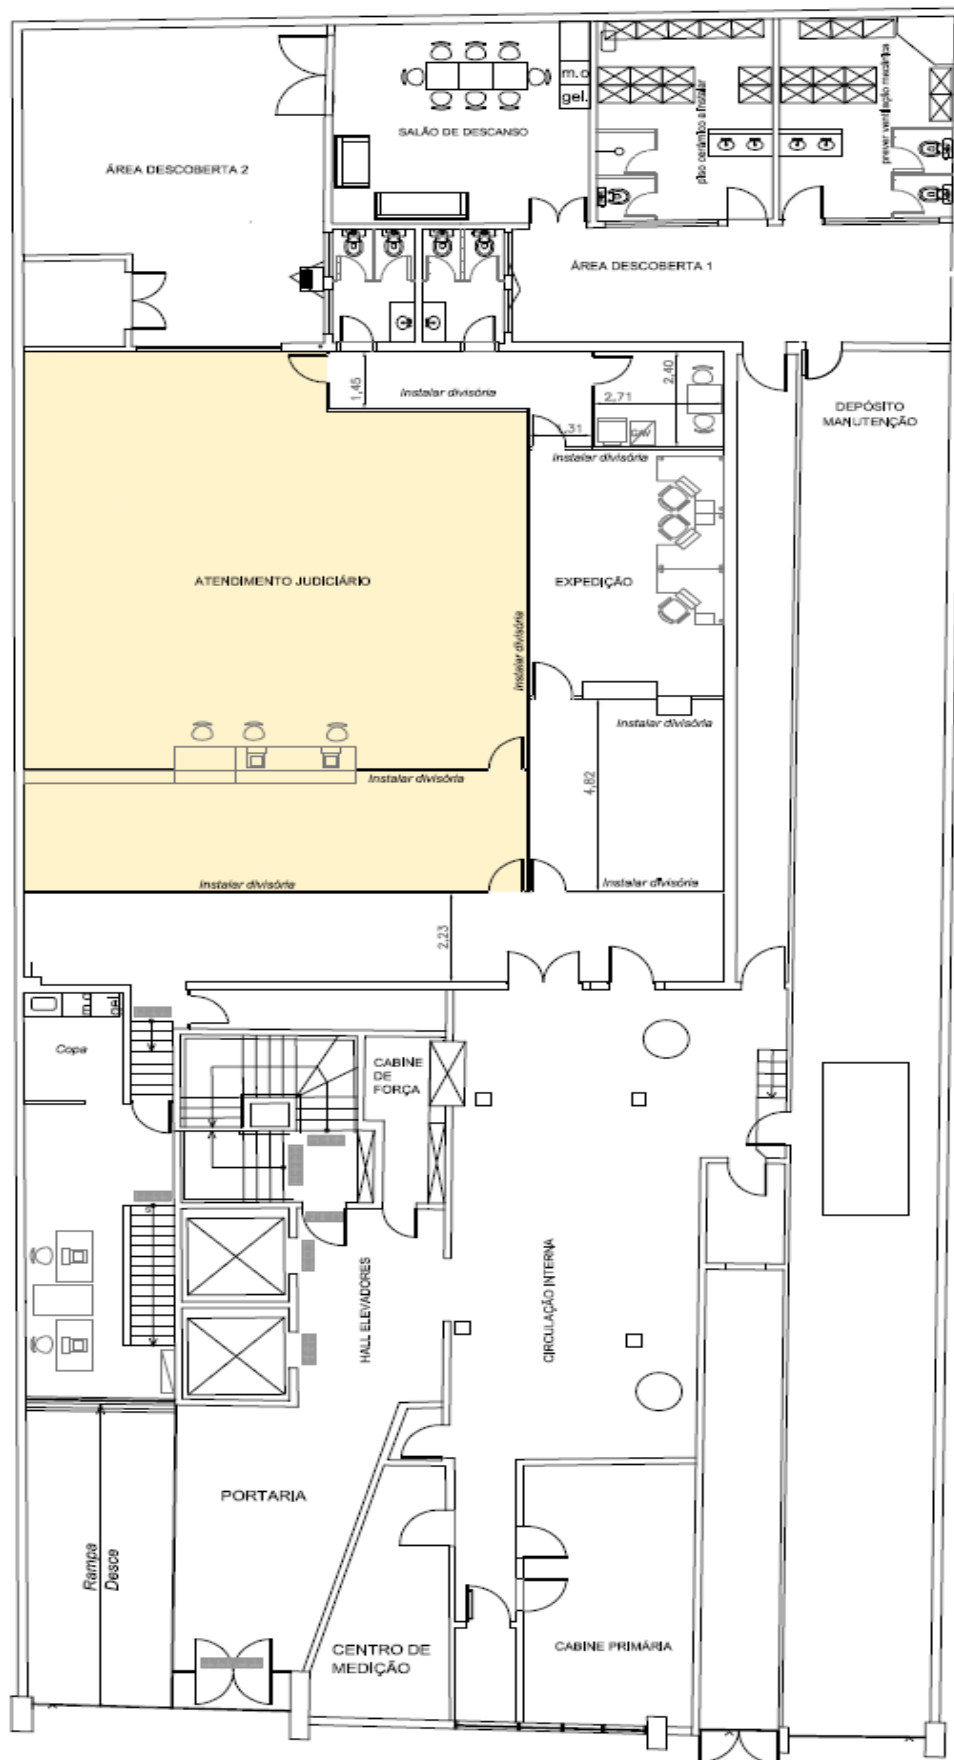 m.o
gel.
SALÃO DE DESCANSO
piso cerâmico a instalar
prever ventilação mecânica
ÁREA DESCOBERTA 2
ÁREA DESCOBERTA 1
1,45
Instalar divisória
2,71
2,40
DEPÓSITO
MANUTENÇÃO
1,31
Instalar divisória
ATENDIMENTO JUDICIÁRIO
EXPEDIÇÃO
Instalar divisória
Instalar divisória
Instalar divisória
4,82
Instalar divisória
Instalar divisória
2,23
m.o
gel.
Copa
CABINE
DE
FORÇA
HALL ELEVADORES
CIRCULAÇÃO INTERNA
PORTARIA
Rampa
Desce
CENTRO DE
MEDIÇÃO
CABINE PRIMÁRIA